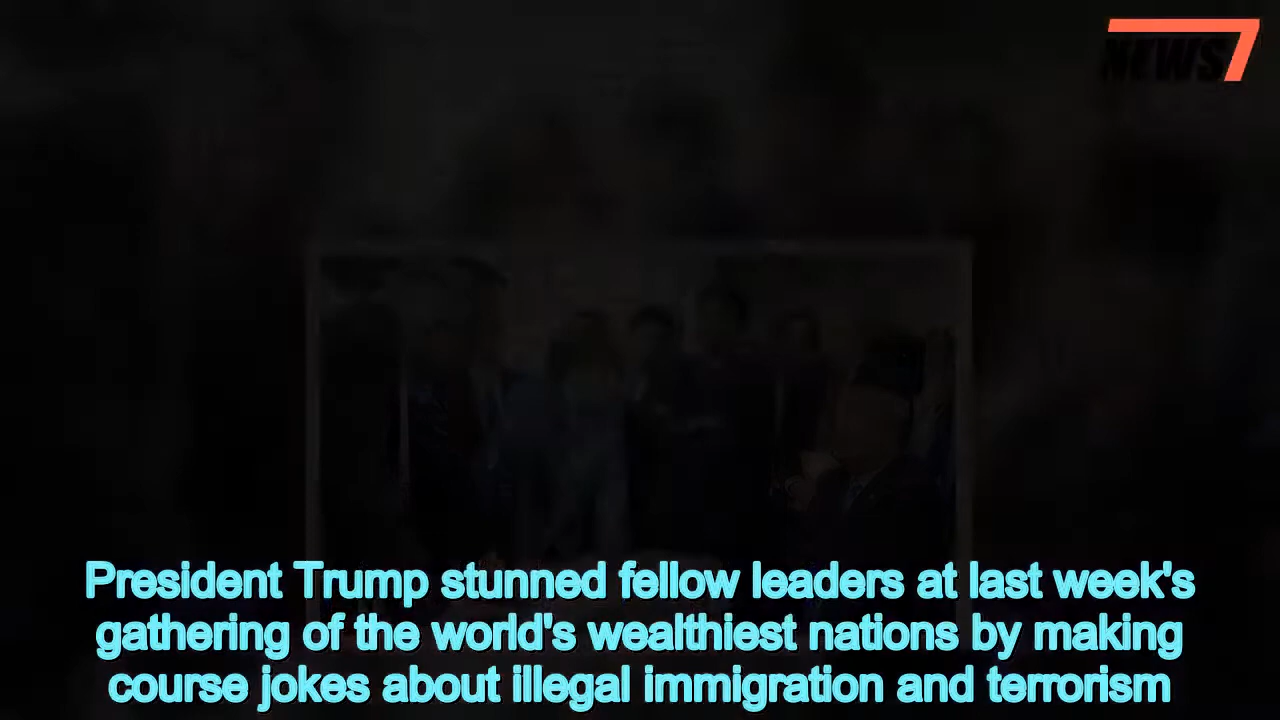 NEWS7
President Trump stunned fellow leaders at last week's
gathering of the world's wealthiest nations by making
course jokes about illegal immigration and terrorism